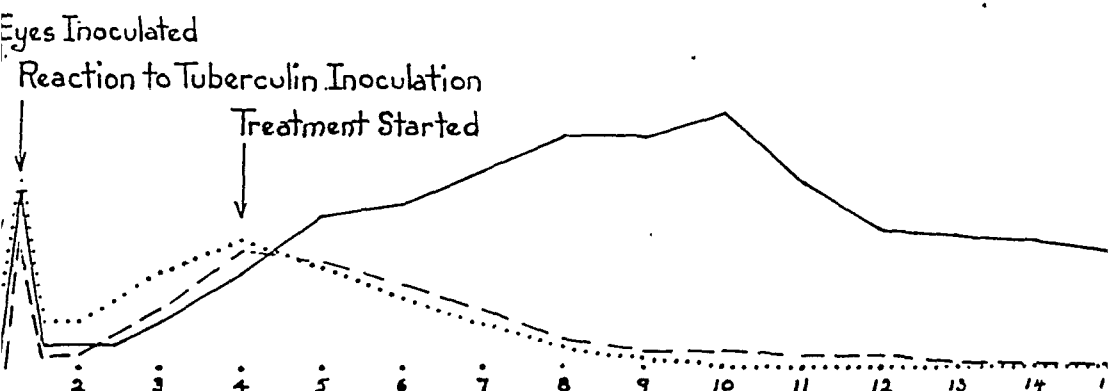 Eyes Inoculated
Reaction to Tuberculin Inoculation
Treatment Started
2 3 4 5 6 7 8 9 10 11 12 13 14